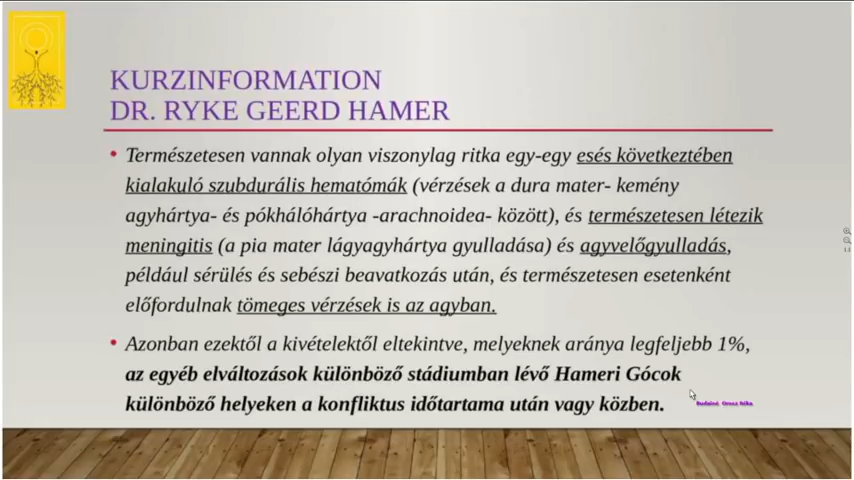 KURZINFORMATION
DR. RYKE GEERD HAMER
• Természetesen vannak olyan viszonylag ritka egy-egy esés következtében
kialakuló szubdurális hematómák (vérzések a dura mater- kemény
agyhártya- és pókhálóhártya -arachnoidea- között), és természetesen létezik
meningitis (a pia mater lágyagyhártya gyulladása) és agyvelőgyulladás,
például sérülés és sebészi beavatkozás után, és természetesen esetenként
előfordulnak tömeges vérzések is az agyban.
• Azonban ezektől a kivételektől eltekintve, melyeknek aránya legfeljebb 1%,
az egyéb elváltozások különböző stádiumban lévő Hameri Gócok
különböző helyeken a konfliktus időtartama után vagy közben.
Budainé Orosz Réka